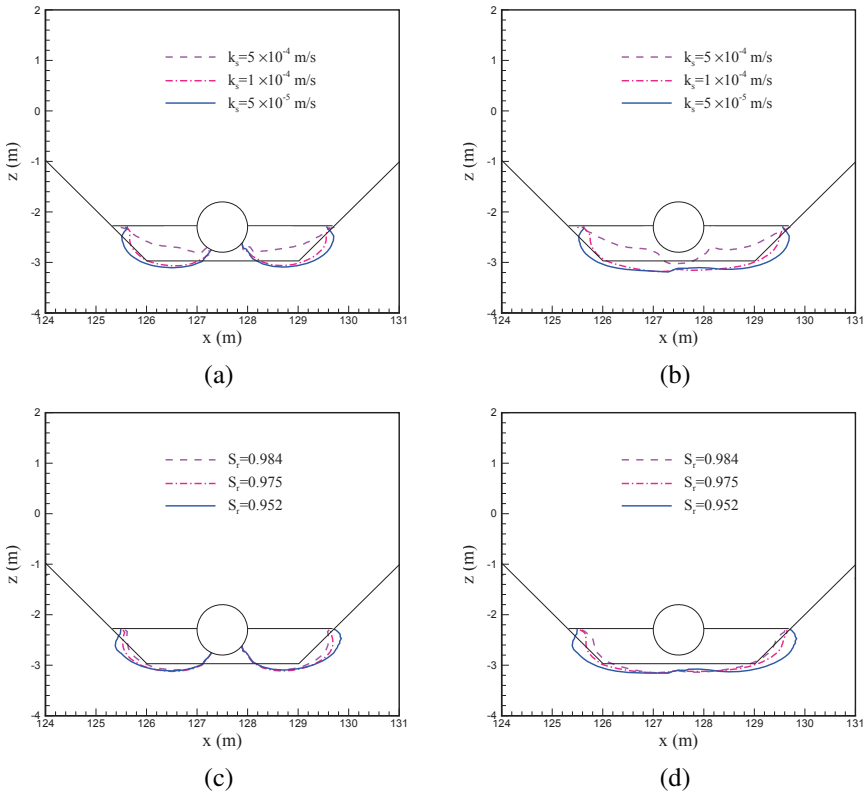 2
1
0
-1
-2
-3
-4
z (m)
k_s=5 ×10^-4 m/s
k_s=1 ×10^-4 m/s
k_s=5 ×10^-5 m/s
124 125 126 127 128 129 130 131
x (m)
(a)
2
1
0
-1
-2
-3
-4
z (m)
k_s=5 ×10^-4 m/s
k_s=1 ×10^-4 m/s
k_s=5 ×10^-5 m/s
124 125 126 127 128 129 130 131
x (m)
(b)
2
1
0
-1
-2
-3
-4
z (m)
S_r=0.984
S_r=0.975
S_r=0.952
124 125 126 127 128 129 130 131
x (m)
(c)
2
1
0
-1
-2
-3
-4
z (m)
S_r=0.984
S_r=0.975
S_r=0.952
124 125 126 127 128 129 130 131
x (m)
(d)